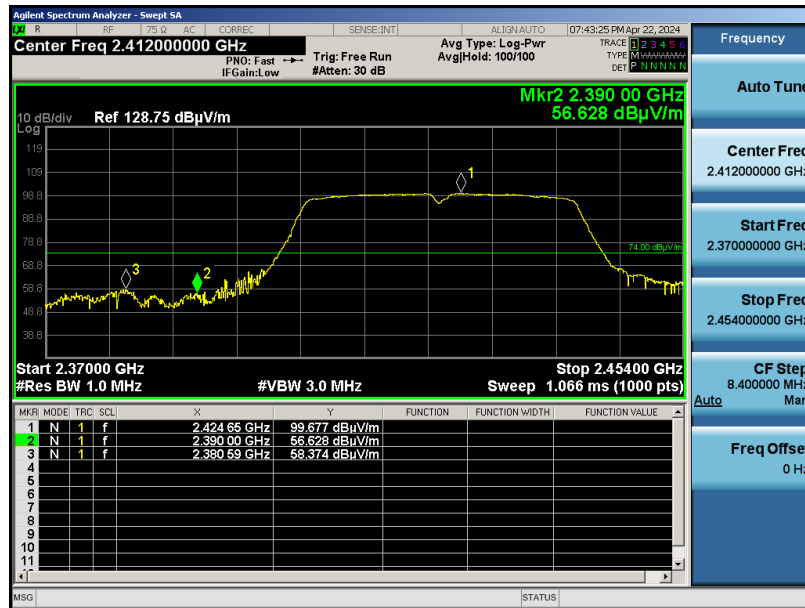 Agilent Spectrum Analyzer - Swept SA
LXI R RF 75 Ω AC CORREC SENSE:INT ALIGN AUTO 07:43:25 PM Apr 22, 2024
Center Freq 2.412000000 GHz
PNO: Fast
IFGain:Low
Trig: Free Run
#Atten: 30 dB
Avg Type: Log-Pwr
Avg|Hold: 100/100
TRACE 1 2 3 4 5 6
TYPE M WWWWW
DET P N N N N N
Mkr2 2.390 00 GHz
56.628 dBµV/m
10 dB/div Ref 128.75 dBµV/m
Log
119
109
98.8
88.8
78.8
68.8
58.8
48.8
38.8
1
2
3
74.00 dBµV/m
Start 2.37000 GHz Stop 2.45400 GHz
#Res BW 1.0 MHz #VBW 3.0 MHz Sweep 1.066 ms (1000 pts)
MKR MODE TRC SCL X Y FUNCTION FUNCTION WIDTH FUNCTION VALUE
1 N 1 f 2.424 65 GHz 99.677 dBµV/m
2 N 1 f 2.390 00 GHz 56.628 dBµV/m
3 N 1 f 2.380 59 GHz 58.374 dBµV/m
4
5
6
7
8
9
10
11
MSG STATUS
Frequency
Auto Tune
Center Freq
2.412000000 GHz
Start Freq
2.370000000 GHz
Stop Freq
2.454000000 GHz
CF Step
8.400000 MHz
Auto Man
Freq Offset
0 Hz